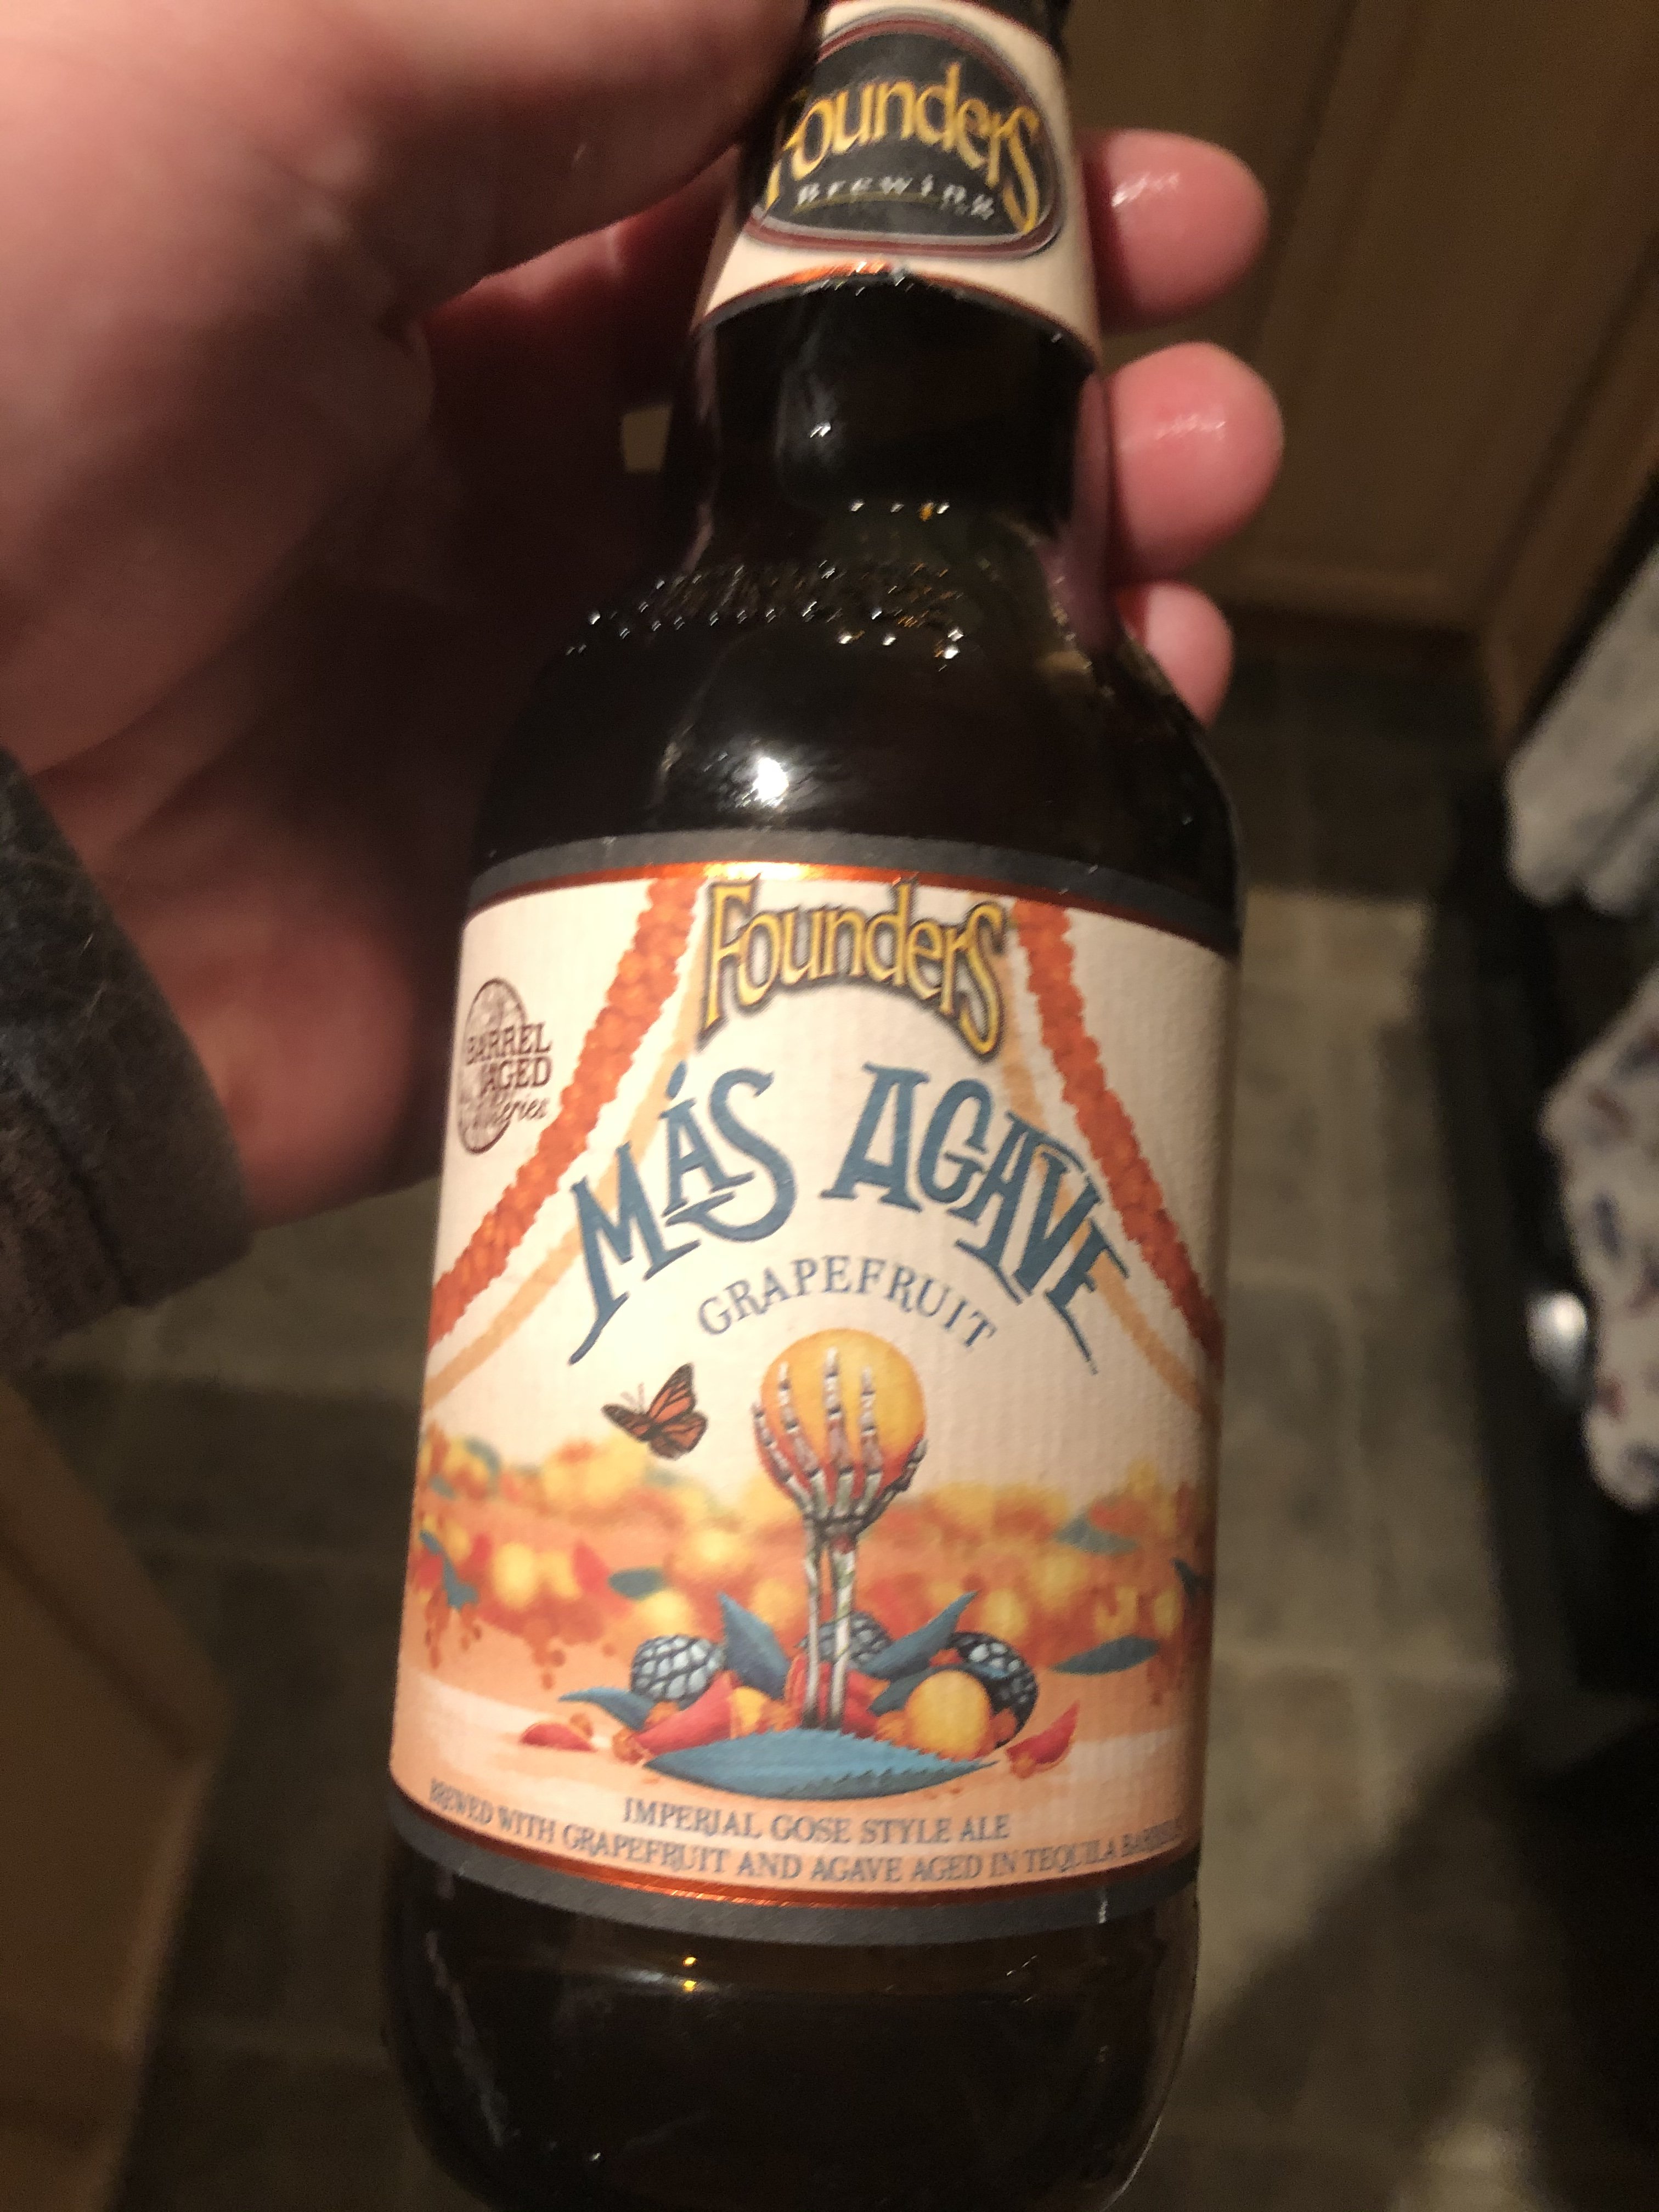 Founders
Brewing
Founders
BARREL
AGED
Series
MÁS AGAVE
GRAPEFRUIT
IMPERIAL GOSE STYLE ALE
BREWED WITH GRAPEFRUIT AND AGAVE AGED IN TEQUILA BARRELS